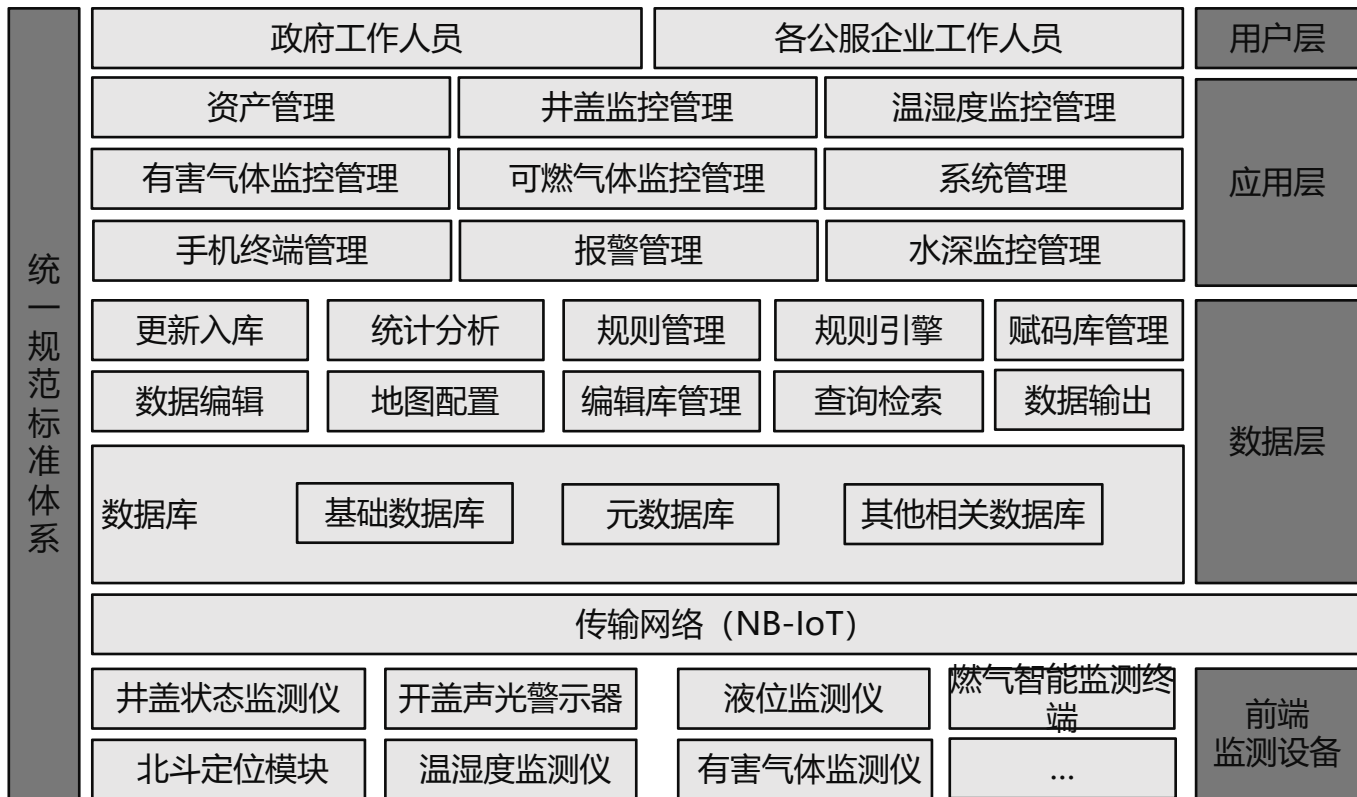 统一规范标准体系
政府工作人员
各公服企业工作人员
用户层
资产管理
井盖监控管理
温湿度监控管理
有害气体监控管理
可燃气体监控管理
系统管理
手机终端管理
报警管理
水深监控管理
应用层
更新入库
统计分析
规则管理
规则引擎
赋码库管理
数据编辑
地图配置
编辑库管理
查询检索
数据输出
数据库
基础数据库
元数据库
其他相关数据库
数据层
传输网络（NB-IoT）
井盖状态监测仪
开盖声光警示器
液位监测仪
燃气智能监测终
端
北斗定位模块
温湿度监测仪
有害气体监测仪
...
前端
监测设备